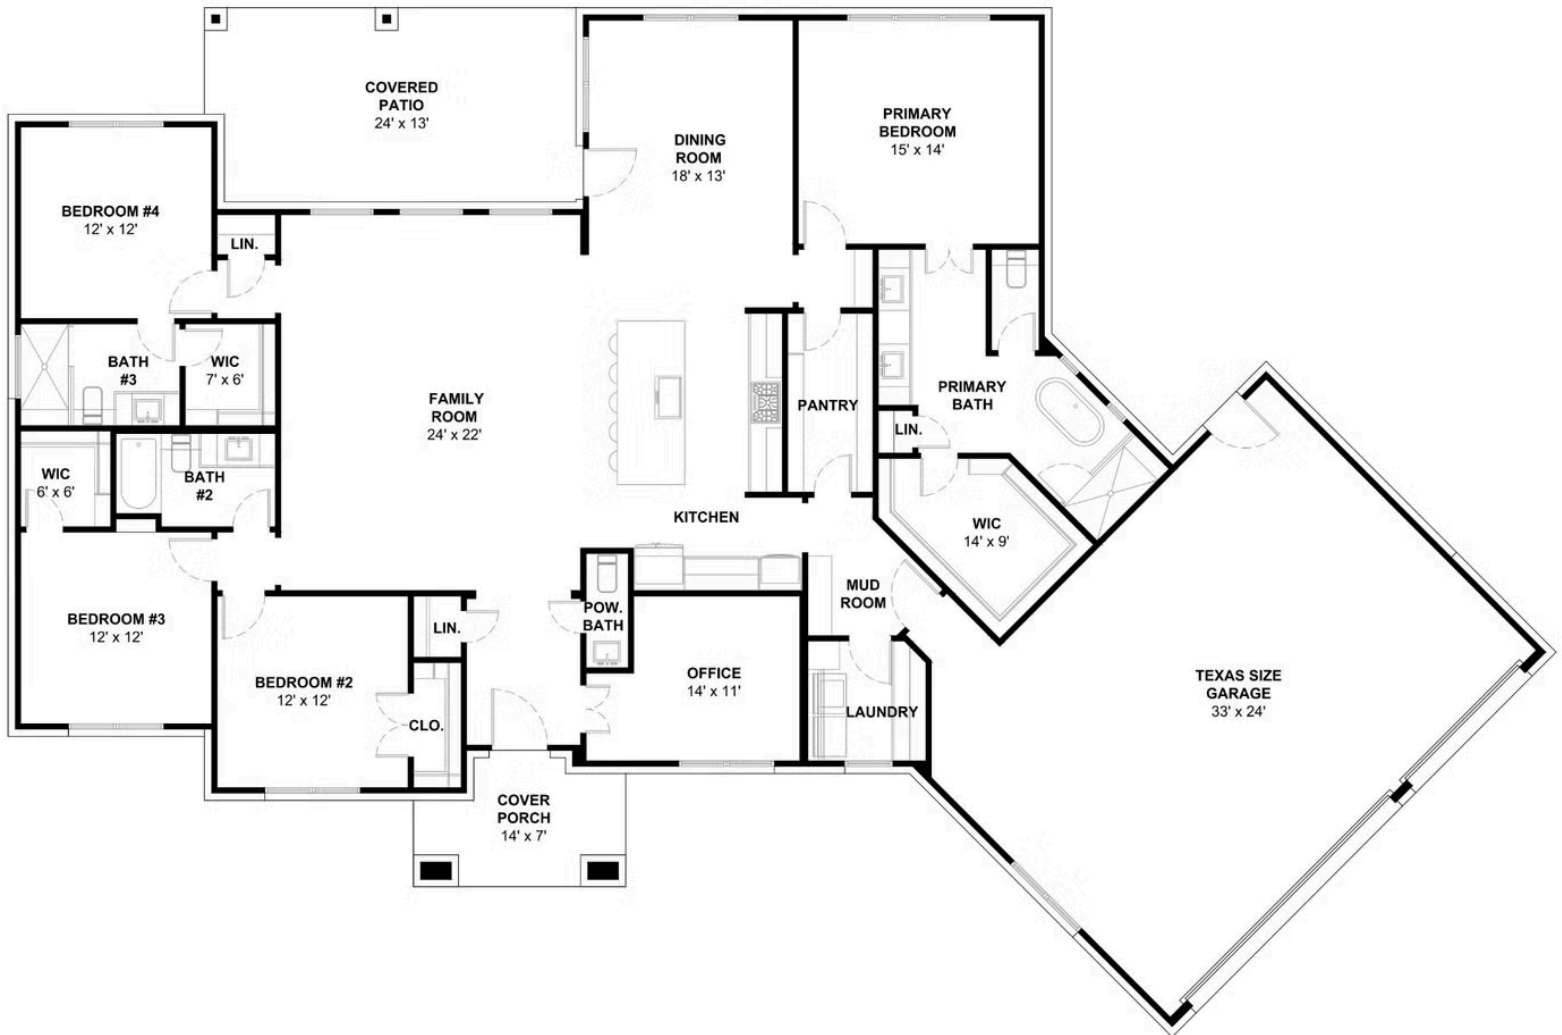 COVERED
PATIO
24' x 13'
DINING
ROOM
18' x 13'
PRIMARY
BEDROOM
15' x 14'
BEDROOM #4
12' x 12'
LIN.
BATH
#3
WIC
7' x 6'
FAMILY
ROOM
24' x 22'
PANTRY
PRIMARY
BATH
LIN.
WIC
6' x 6'
BATH
#2
KITCHEN
WIC
14' x 9'
MUD
ROOM
BEDROOM #3
12' x 12'
LIN.
POW.
BATH
BEDROOM #2
12' x 12'
CLO.
OFFICE
14' x 11'
LAUNDRY
TEXAS SIZE
GARAGE
33' x 24'
COVER
PORCH
14' x 7'